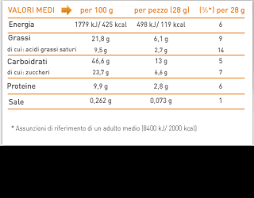 VALORI MEDI per 100 g per pezzo (28 g) (%*) per 28 g
Energia 1779 kJ/ 425 kcal 498 kJ/ 119 kcal 6
Grassi 21,8 g 6,1 g 9
di cui: acidi grassi saturi 9,5 g 2,7 g 14
Carboidrati 46,6 g 13 g 5
di cui: zuccheri 23,7 g 6,6 g 7
Proteine 9,9 g 2,8 g 6
Sale 0,262 g 0,073 g 1
* Assunzioni di riferimento di un adulto medio (8400 kJ/ 2000 kcal)